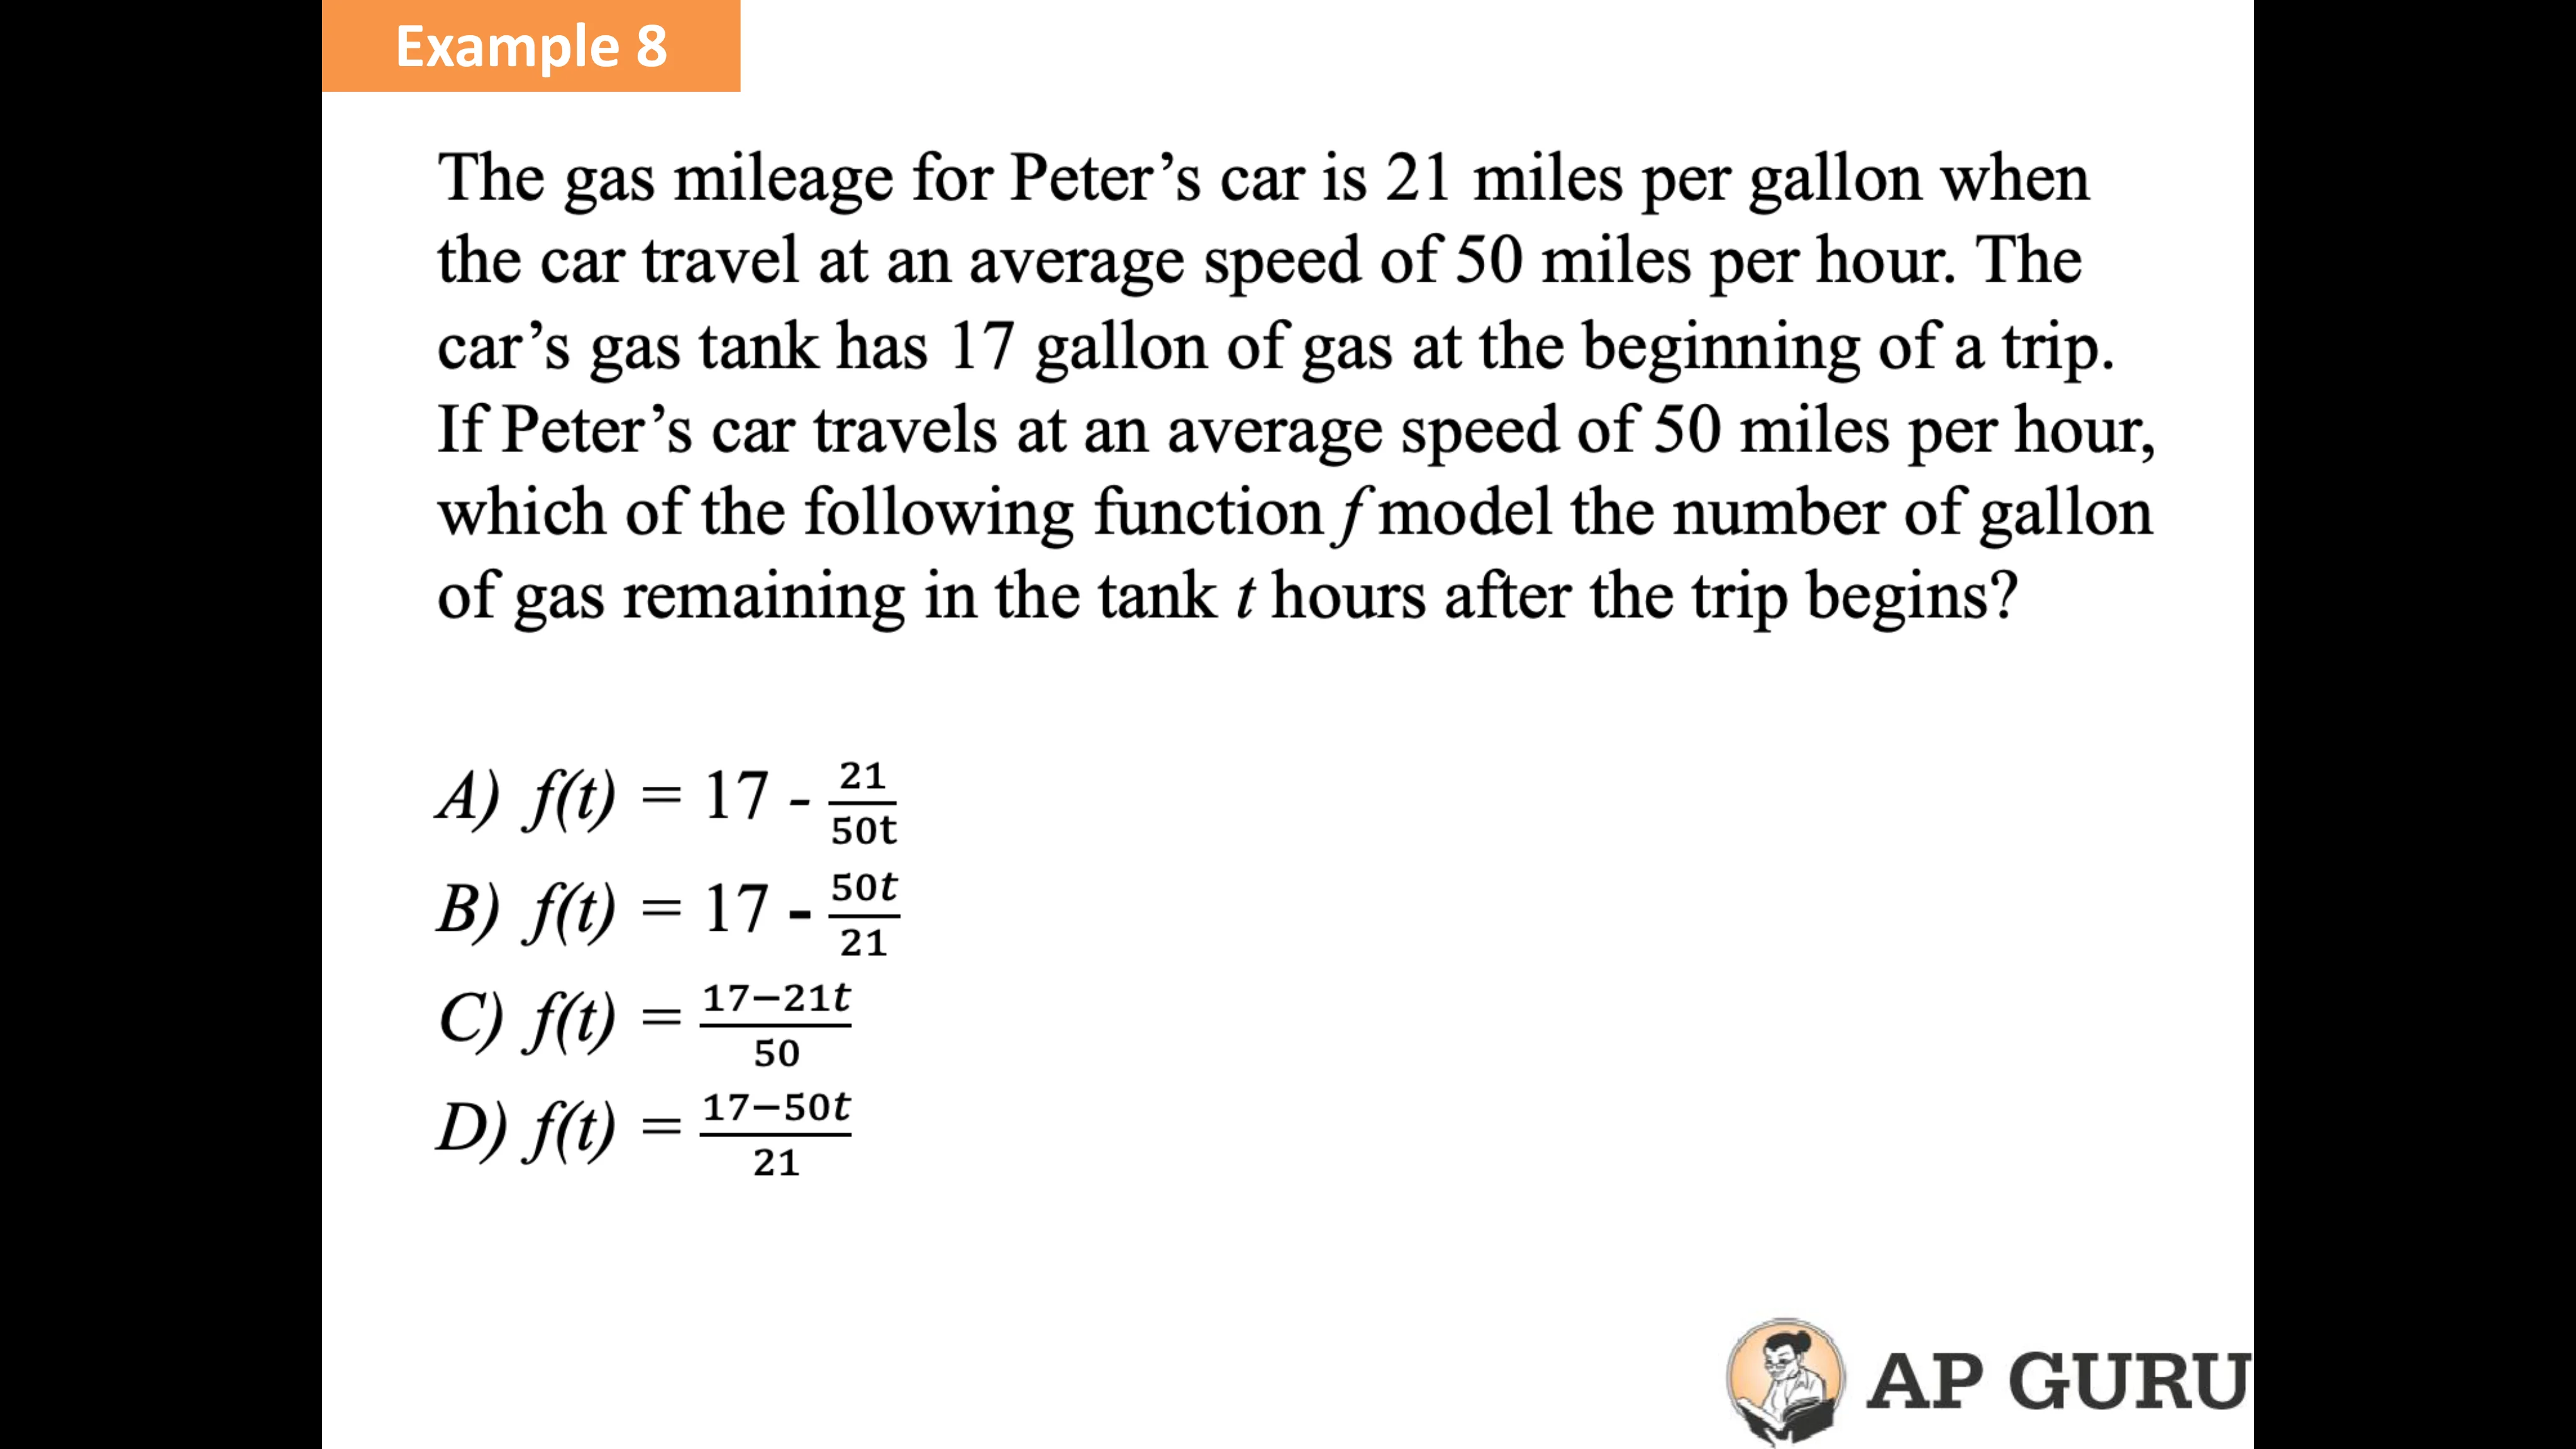 Example 8
The gas mileage for Peter’s car is 21 miles per gallon when
the car travel at an average speed of 50 miles per hour. The
car’s gas tank has 17 gallon of gas at the beginning of a trip.
If Peter’s car travels at an average speed of 50 miles per hour,
which of the following function f model the number of gallon
of gas remaining in the tank t hours after the trip begins?
A) f(t) = 17 - 21/50t
B) f(t) = 17 - 50t/21
C) f(t) = 17−21t/50
D) f(t) = 17−50t/21
AP GURU